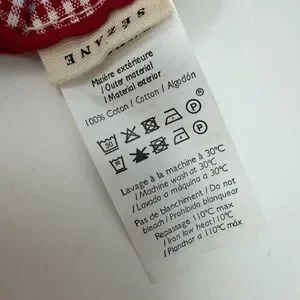 SÉZANE
Matière extérieure
/ Outer material
/ Material exterior
100% Coton / Cotton / Algodón
30
P
30
P
Lavage à la machine à 30°C
/ Machine wash at 30°C
/ Lavado a máquina a 30°C
Pas de blanchiment / Do not
bleach / Prohibido blanquear
Repassage 110°C max
/ Iron low heat 110°C
/ Planchar a 110°C máx